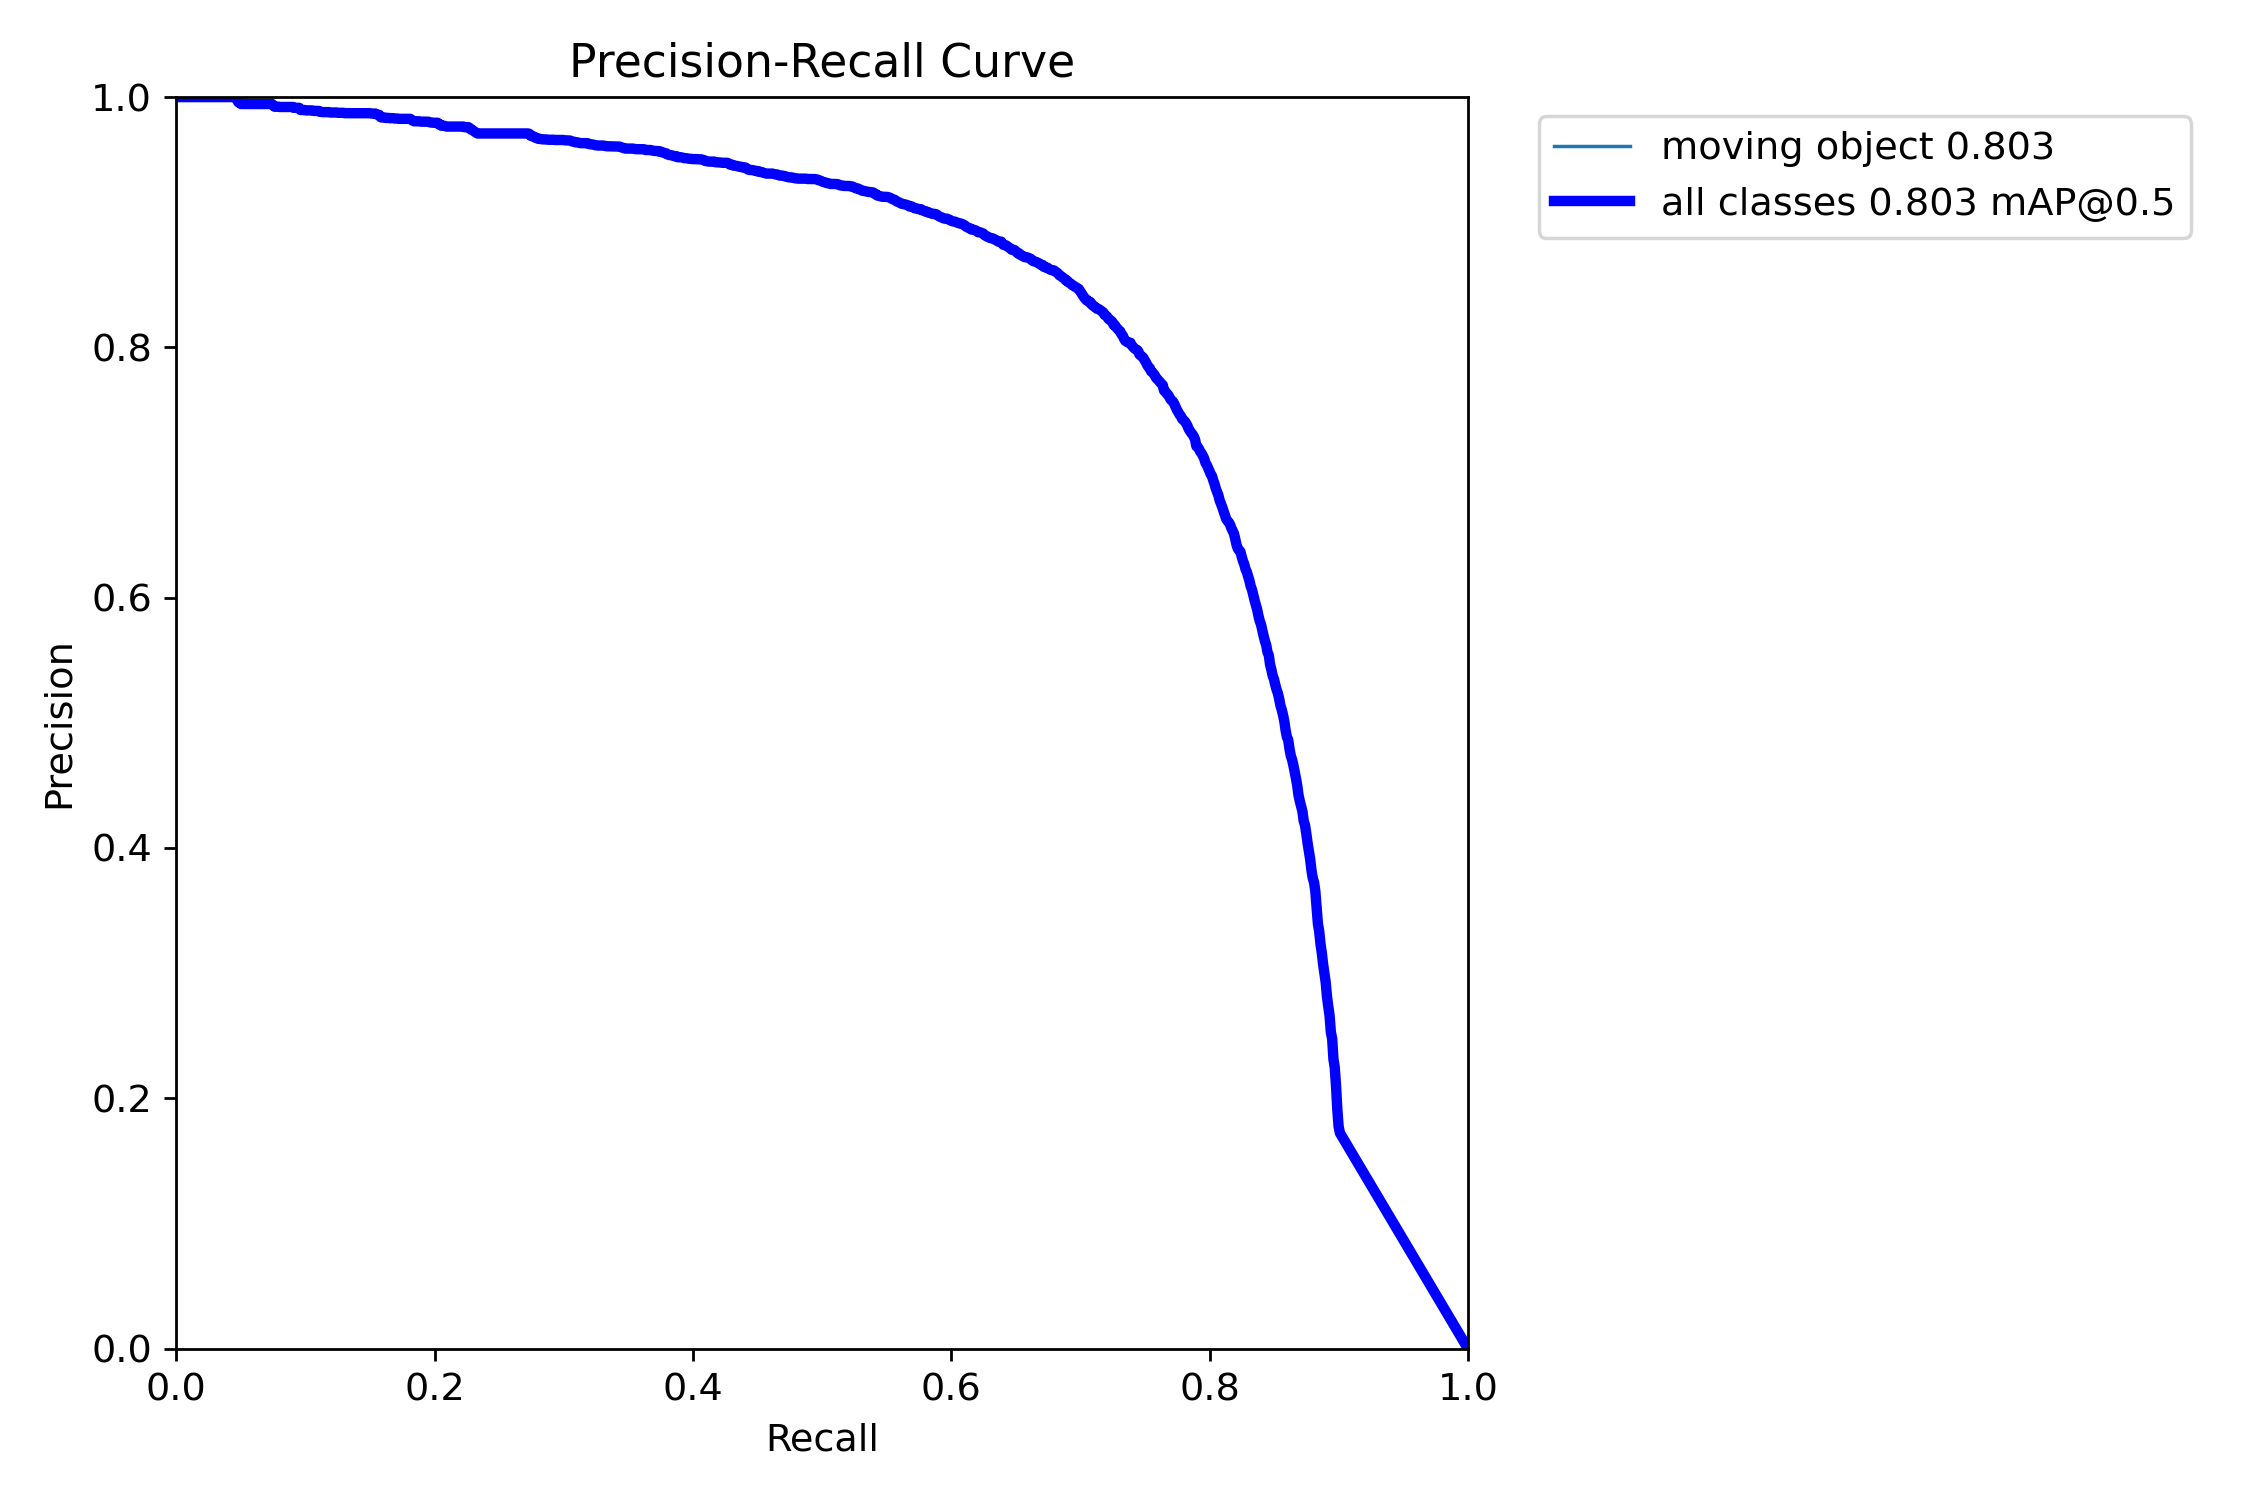 Precision-Recall Curve
moving object 0.803
all classes 0.803 mAP@0.5
1.0
0.8
0.6
0.4
0.2
0.0
Precision
0.0 0.2 0.4 0.6 0.8 1.0
Recall